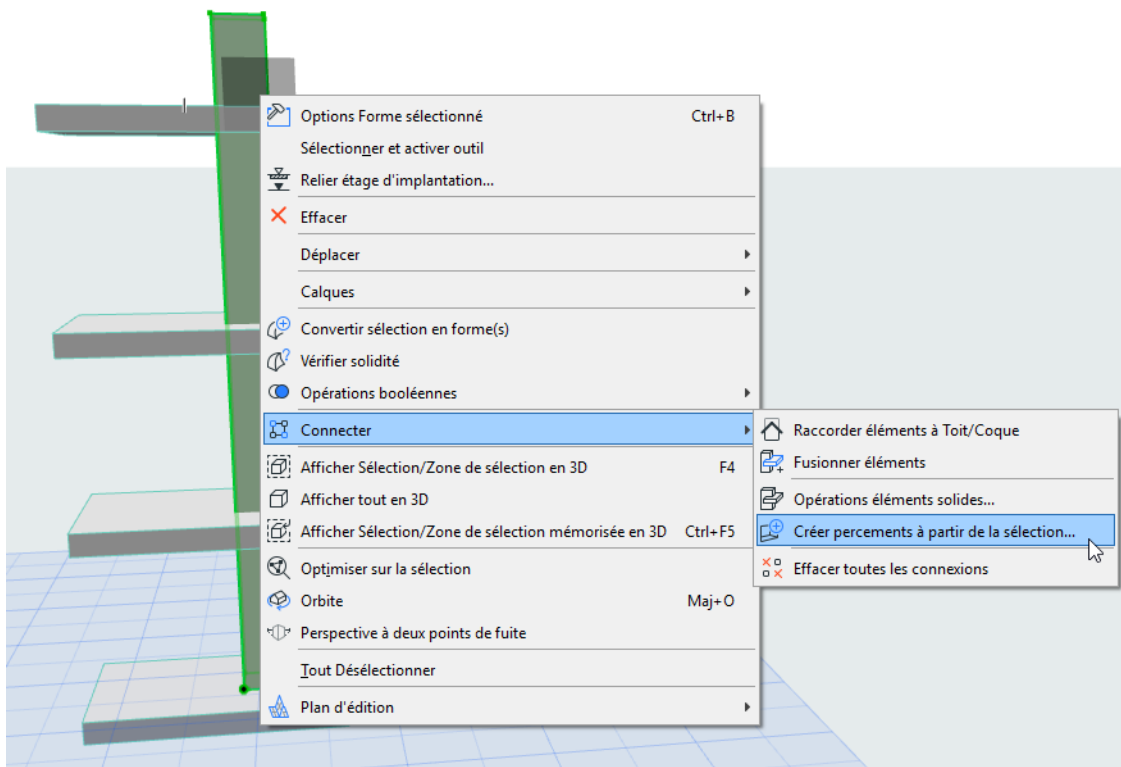 Options Forme sélectionné Ctrl+B
Sélectionner et activer outil
Relier étage d'implantation...
Effacer
Déplacer
Calques
Convertir sélection en forme(s)
Vérifier solidité
Opérations booléennes
Connecter
Afficher Sélection/Zone de sélection en 3D F4
Afficher tout en 3D
Afficher Sélection/Zone de sélection mémorisée en 3D Ctrl+F5
Optimiser sur la sélection
Orbite Maj+O
Perspective à deux points de fuite
Tout Désélectionner
Plan d'édition
Raccorder éléments à Toit/Coque
Fusionner éléments
Opérations éléments solides...
Créer percements à partir de la sélection...
Effacer toutes les connexions